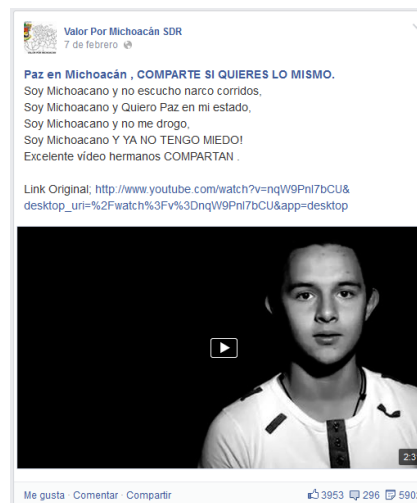 Valor Por Michoacán SDR
7 de febrero
Paz en Michoacán , COMPARTE SI QUIERES LO MISMO.
Soy Michoacano y no escucho narco corridos,
Soy Michoacano y Quiero Paz en mi estado,
Soy Michoacano y no me drogo,
Soy Michoacano Y YA NO TENGO MIEDO!
Excelente vídeo hermanos COMPARTAN .
Link Original; http://www.youtube.com/watch?v=nqW9PnI7bCU&
desktop_uri=%2Fwatch%3Fv%3DnqW9PnI7bCU&app=desktop
Me gusta · Comentar · Compartir 3953 296